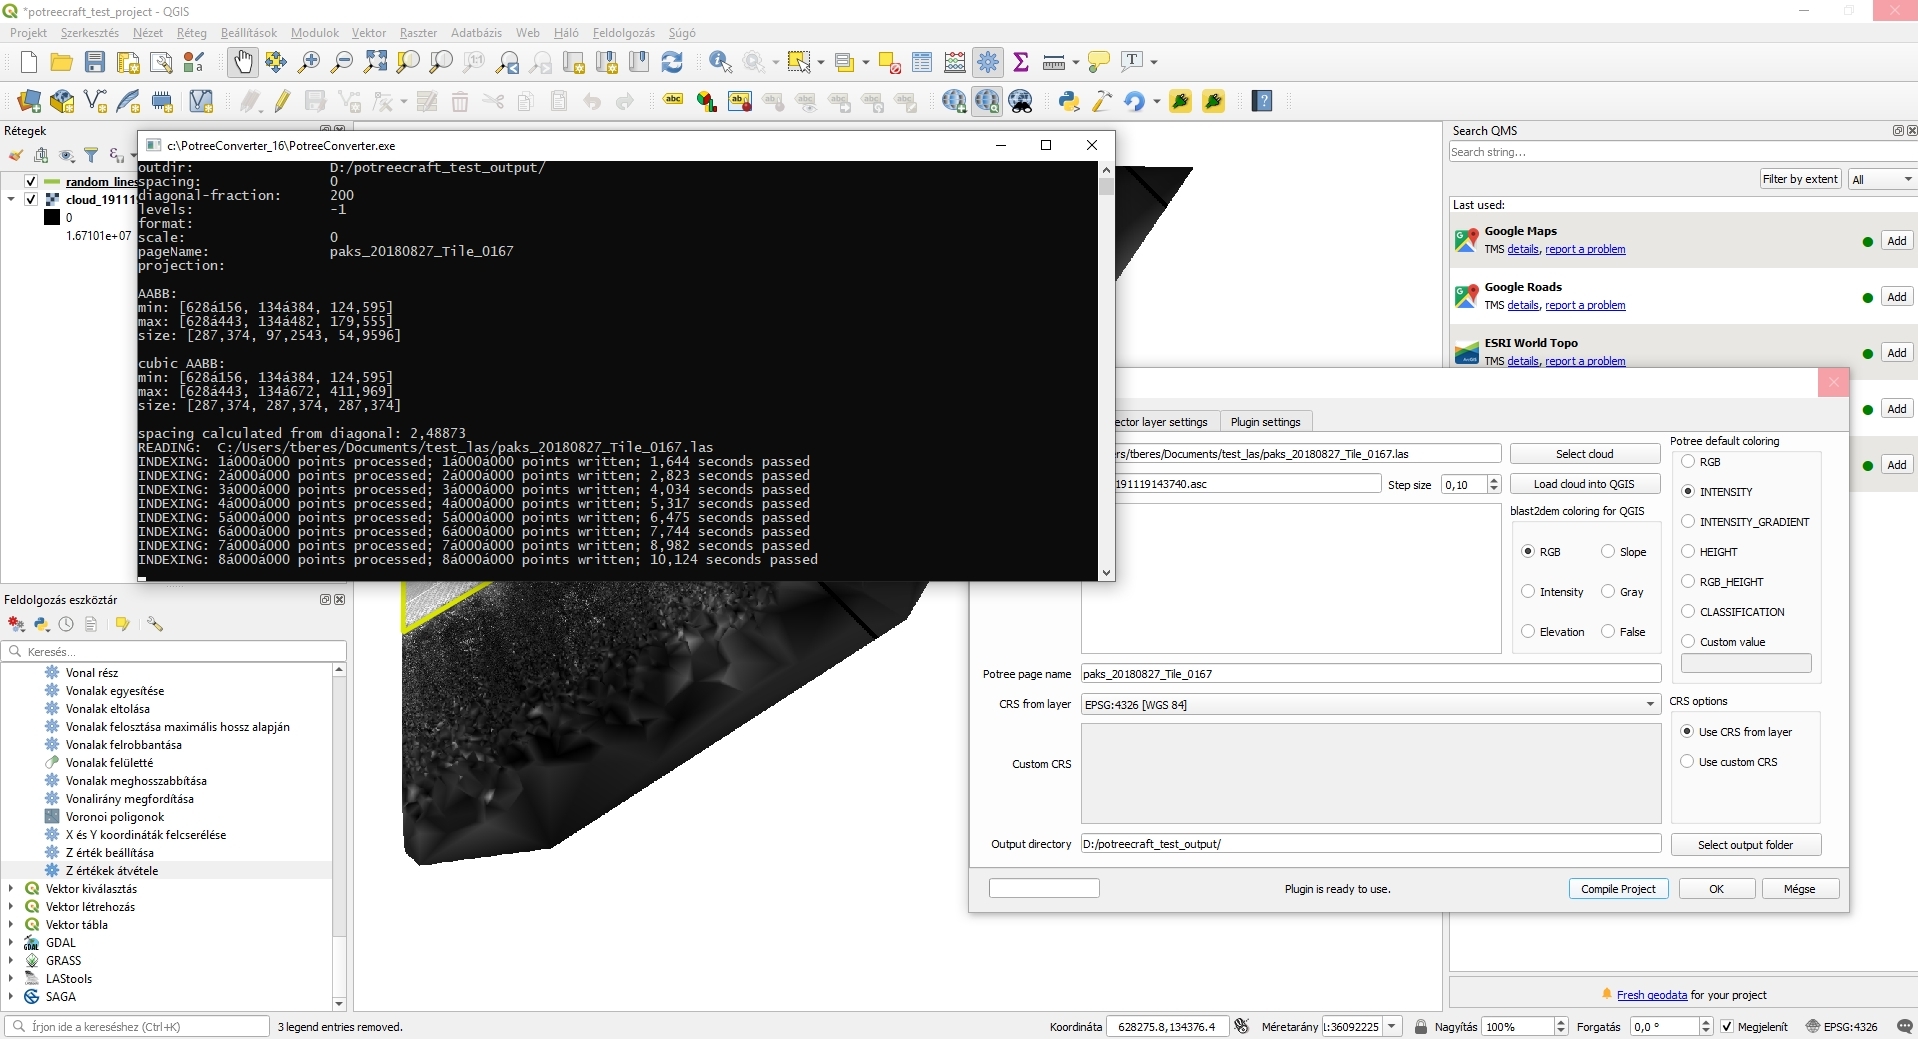 *potreecraft_test_project - QGIS
Projekt Szerkesztés Nézet Réteg Beállítások Modulok Vektor Raszter Adatbázis Web Háló Feldolgozás Súgó
Rétegek
random_lines
cloud_19111
0
1.67101e+07
c:\PotreeConverter_16\PotreeConverter.exe
outdir: D:/potreecraft_test_output/
spacing: 0
diagonal-fraction: 200
levels: -1
format:
scale: 0
pageName: paks_20180827_Tile_0167
projection:
AABB:
min: [628á156, 134á384, 124,595]
max: [628á443, 134á482, 179,555]
size: [287,374, 97,2543, 54,9596]
cubic AABB:
min: [628á156, 134á384, 124,595]
max: [628á443, 134á672, 411,969]
size: [287,374, 287,374, 287,374]
spacing calculated from diagonal: 2,48873
READING: C:/Users/tberes/Documents/test_las/paks_20180827_Tile_0167.las
INDEXING: 1á000á000 points processed; 1á000á000 points written; 1,644 seconds passed
INDEXING: 2á000á000 points processed; 2á000á000 points written; 2,823 seconds passed
INDEXING: 3á000á000 points processed; 3á000á000 points written; 4,034 seconds passed
INDEXING: 4á000á000 points processed; 4á000á000 points written; 5,317 seconds passed
INDEXING: 5á000á000 points processed; 5á000á000 points written; 6,475 seconds passed
INDEXING: 6á000á000 points processed; 6á000á000 points written; 7,744 seconds passed
INDEXING: 7á000á000 points processed; 7á000á000 points written; 8,982 seconds passed
INDEXING: 8á000á000 points processed; 8á000á000 points written; 10,124 seconds passed
Search QMS
Search string...
Filter by extent All
Last used:
Google Maps
TMS details, report a problem Add
Google Roads
TMS details, report a problem Add
ESRI World Topo
TMS details, report a problem Add
Add
Add
ector layer settings Plugin settings
rs/tberes/Documents/test_las/paks_20180827_Tile_0167.las Select cloud
191119143740.asc Step size 0,10 Load cloud into QGIS
blast2dem coloring for QGIS
RGB Slope
Intensity Gray
Elevation False
Potree default coloring
RGB
INTENSITY
INTENSITY_GRADIENT
HEIGHT
RGB_HEIGHT
CLASSIFICATION
Custom value
Potree page name paks_20180827_Tile_0167
CRS from layer EPSG:4326 [WGS 84]
Custom CRS
CRS options
Use CRS from layer
Use custom CRS
Output directory D:/potreecraft_test_output/ Select output folder
Plugin is ready to use. Compile Project OK Mégse
Feldolgozás eszköztár
Keresés...
Vonal rész
Vonalak egyesítése
Vonalak eltolása
Vonalak felosztása maximális hossz alapján
Vonalak felrobbantása
Vonalak felületté
Vonalak meghosszabbítása
Vonalirány megfordítása
Voronoi poligonok
X és Y koordináták felcserélése
Z érték beállítása
Z értékek átvétele
Vektor kiválasztás
Vektor létrehozás
Vektor tábla
GDAL
GRASS
LAStools
SAGA
Fresh geodata for your project
Írjon ide a kereséshez (Ctrl+K) 3 legend entries removed. Koordináta 628275.8,134376.4 Méretarány 1:36092225 Nagyítás 100% Forgatás 0,0 ° Megjelenít EPSG:4326